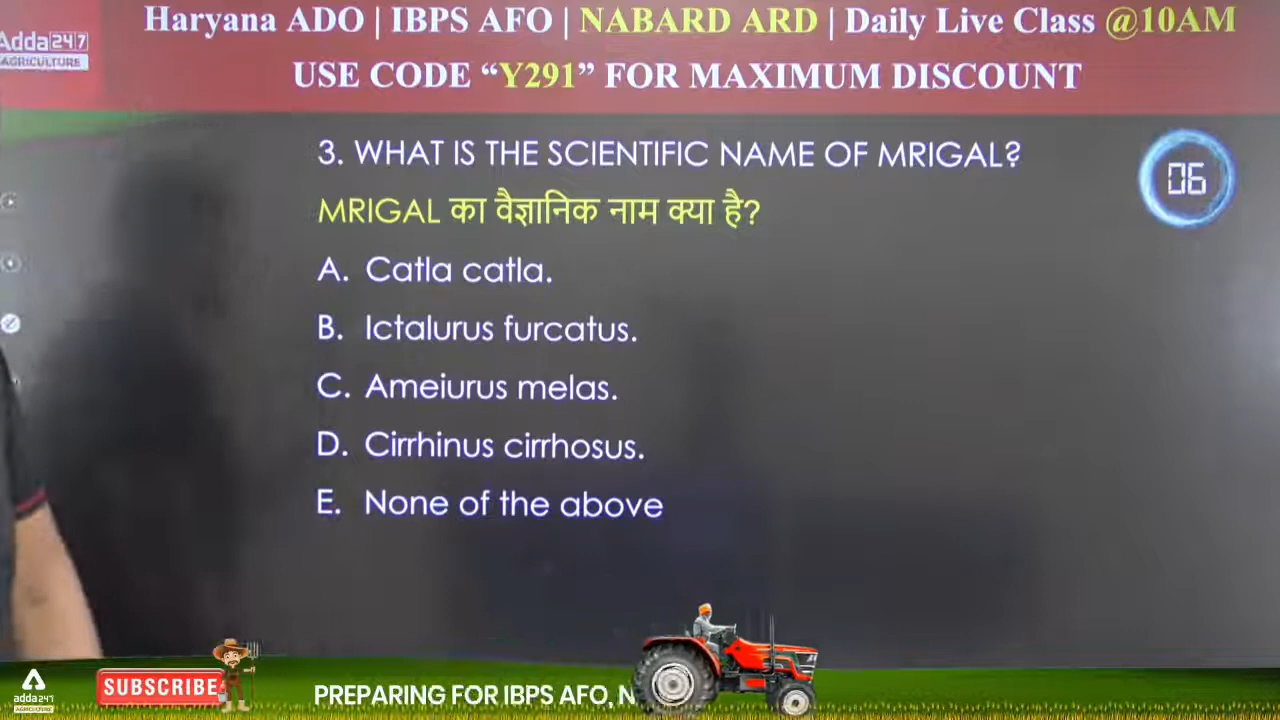 Haryana ADO | IBPS AFO | NABARD ARD | Daily Live Class @10AM
Adda247
AGRICULTURE
USE CODE “Y291” FOR MAXIMUM DISCOUNT
3. WHAT IS THE SCIENTIFIC NAME OF MRIGAL?
06
MRIGAL का वैज्ञानिक नाम क्या है?
A. Catla catla.
B. Ictalurus furcatus.
C. Ameiurus melas.
D. Cirrhinus cirrhosus.
E. None of the above
adda247
AGRICULTURE
SUBSCRIBE
PREPARING FOR IBPS AFO, N